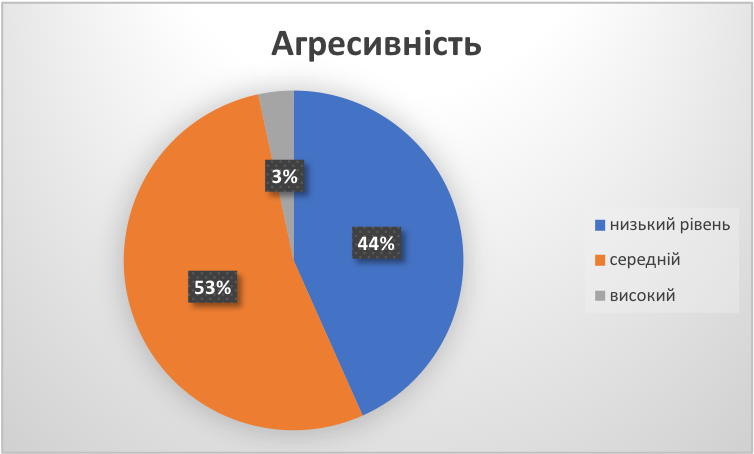 Агресивність
3%
44%
53%
низький рівень
середній
високий